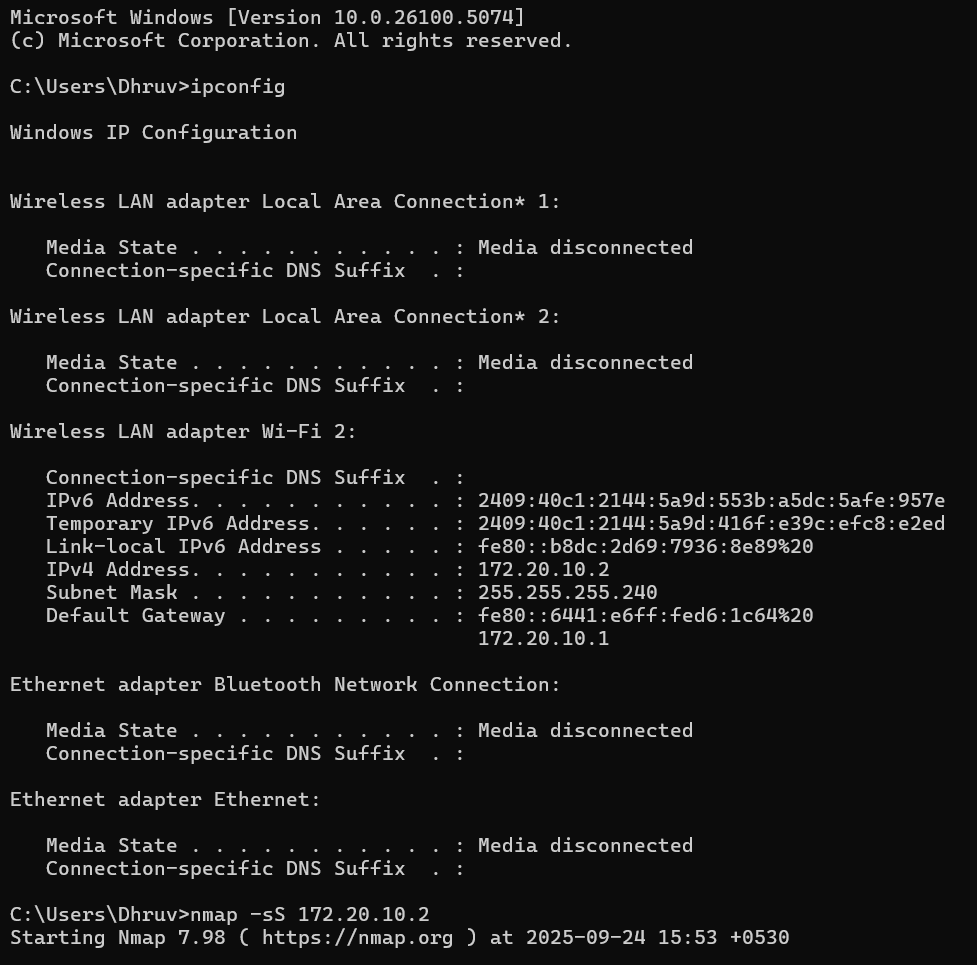 Microsoft Windows [Version 10.0.26100.5074]
(c) Microsoft Corporation. All rights reserved.

C:\Users\Dhruv>ipconfig

Windows IP Configuration


Wireless LAN adapter Local Area Connection* 1:

   Media State . . . . . . . . . . . : Media disconnected
   Connection-specific DNS Suffix  . :

Wireless LAN adapter Local Area Connection* 2:

   Media State . . . . . . . . . . . : Media disconnected
   Connection-specific DNS Suffix  . :

Wireless LAN adapter Wi-Fi 2:

   Connection-specific DNS Suffix  . :
   IPv6 Address. . . . . . . . . . . : 2409:40c1:2144:5a9d:553b:a5dc:5afe:957e
   Temporary IPv6 Address. . . . . . : 2409:40c1:2144:5a9d:416f:e39c:efc8:e2ed
   Link-local IPv6 Address . . . . . : fe80::b8dc:2d69:7936:8e89%20
   IPv4 Address. . . . . . . . . . . : 172.20.10.2
   Subnet Mask . . . . . . . . . . . : 255.255.255.240
   Default Gateway . . . . . . . . . : fe80::6441:e6ff:fed6:1c64%20
                                       172.20.10.1

Ethernet adapter Bluetooth Network Connection:

   Media State . . . . . . . . . . . : Media disconnected
   Connection-specific DNS Suffix  . :

Ethernet adapter Ethernet:

   Media State . . . . . . . . . . . : Media disconnected
   Connection-specific DNS Suffix  . :

C:\Users\Dhruv>nmap -sS 172.20.10.2
Starting Nmap 7.98 ( https://nmap.org ) at 2025-09-24 15:53 +0530